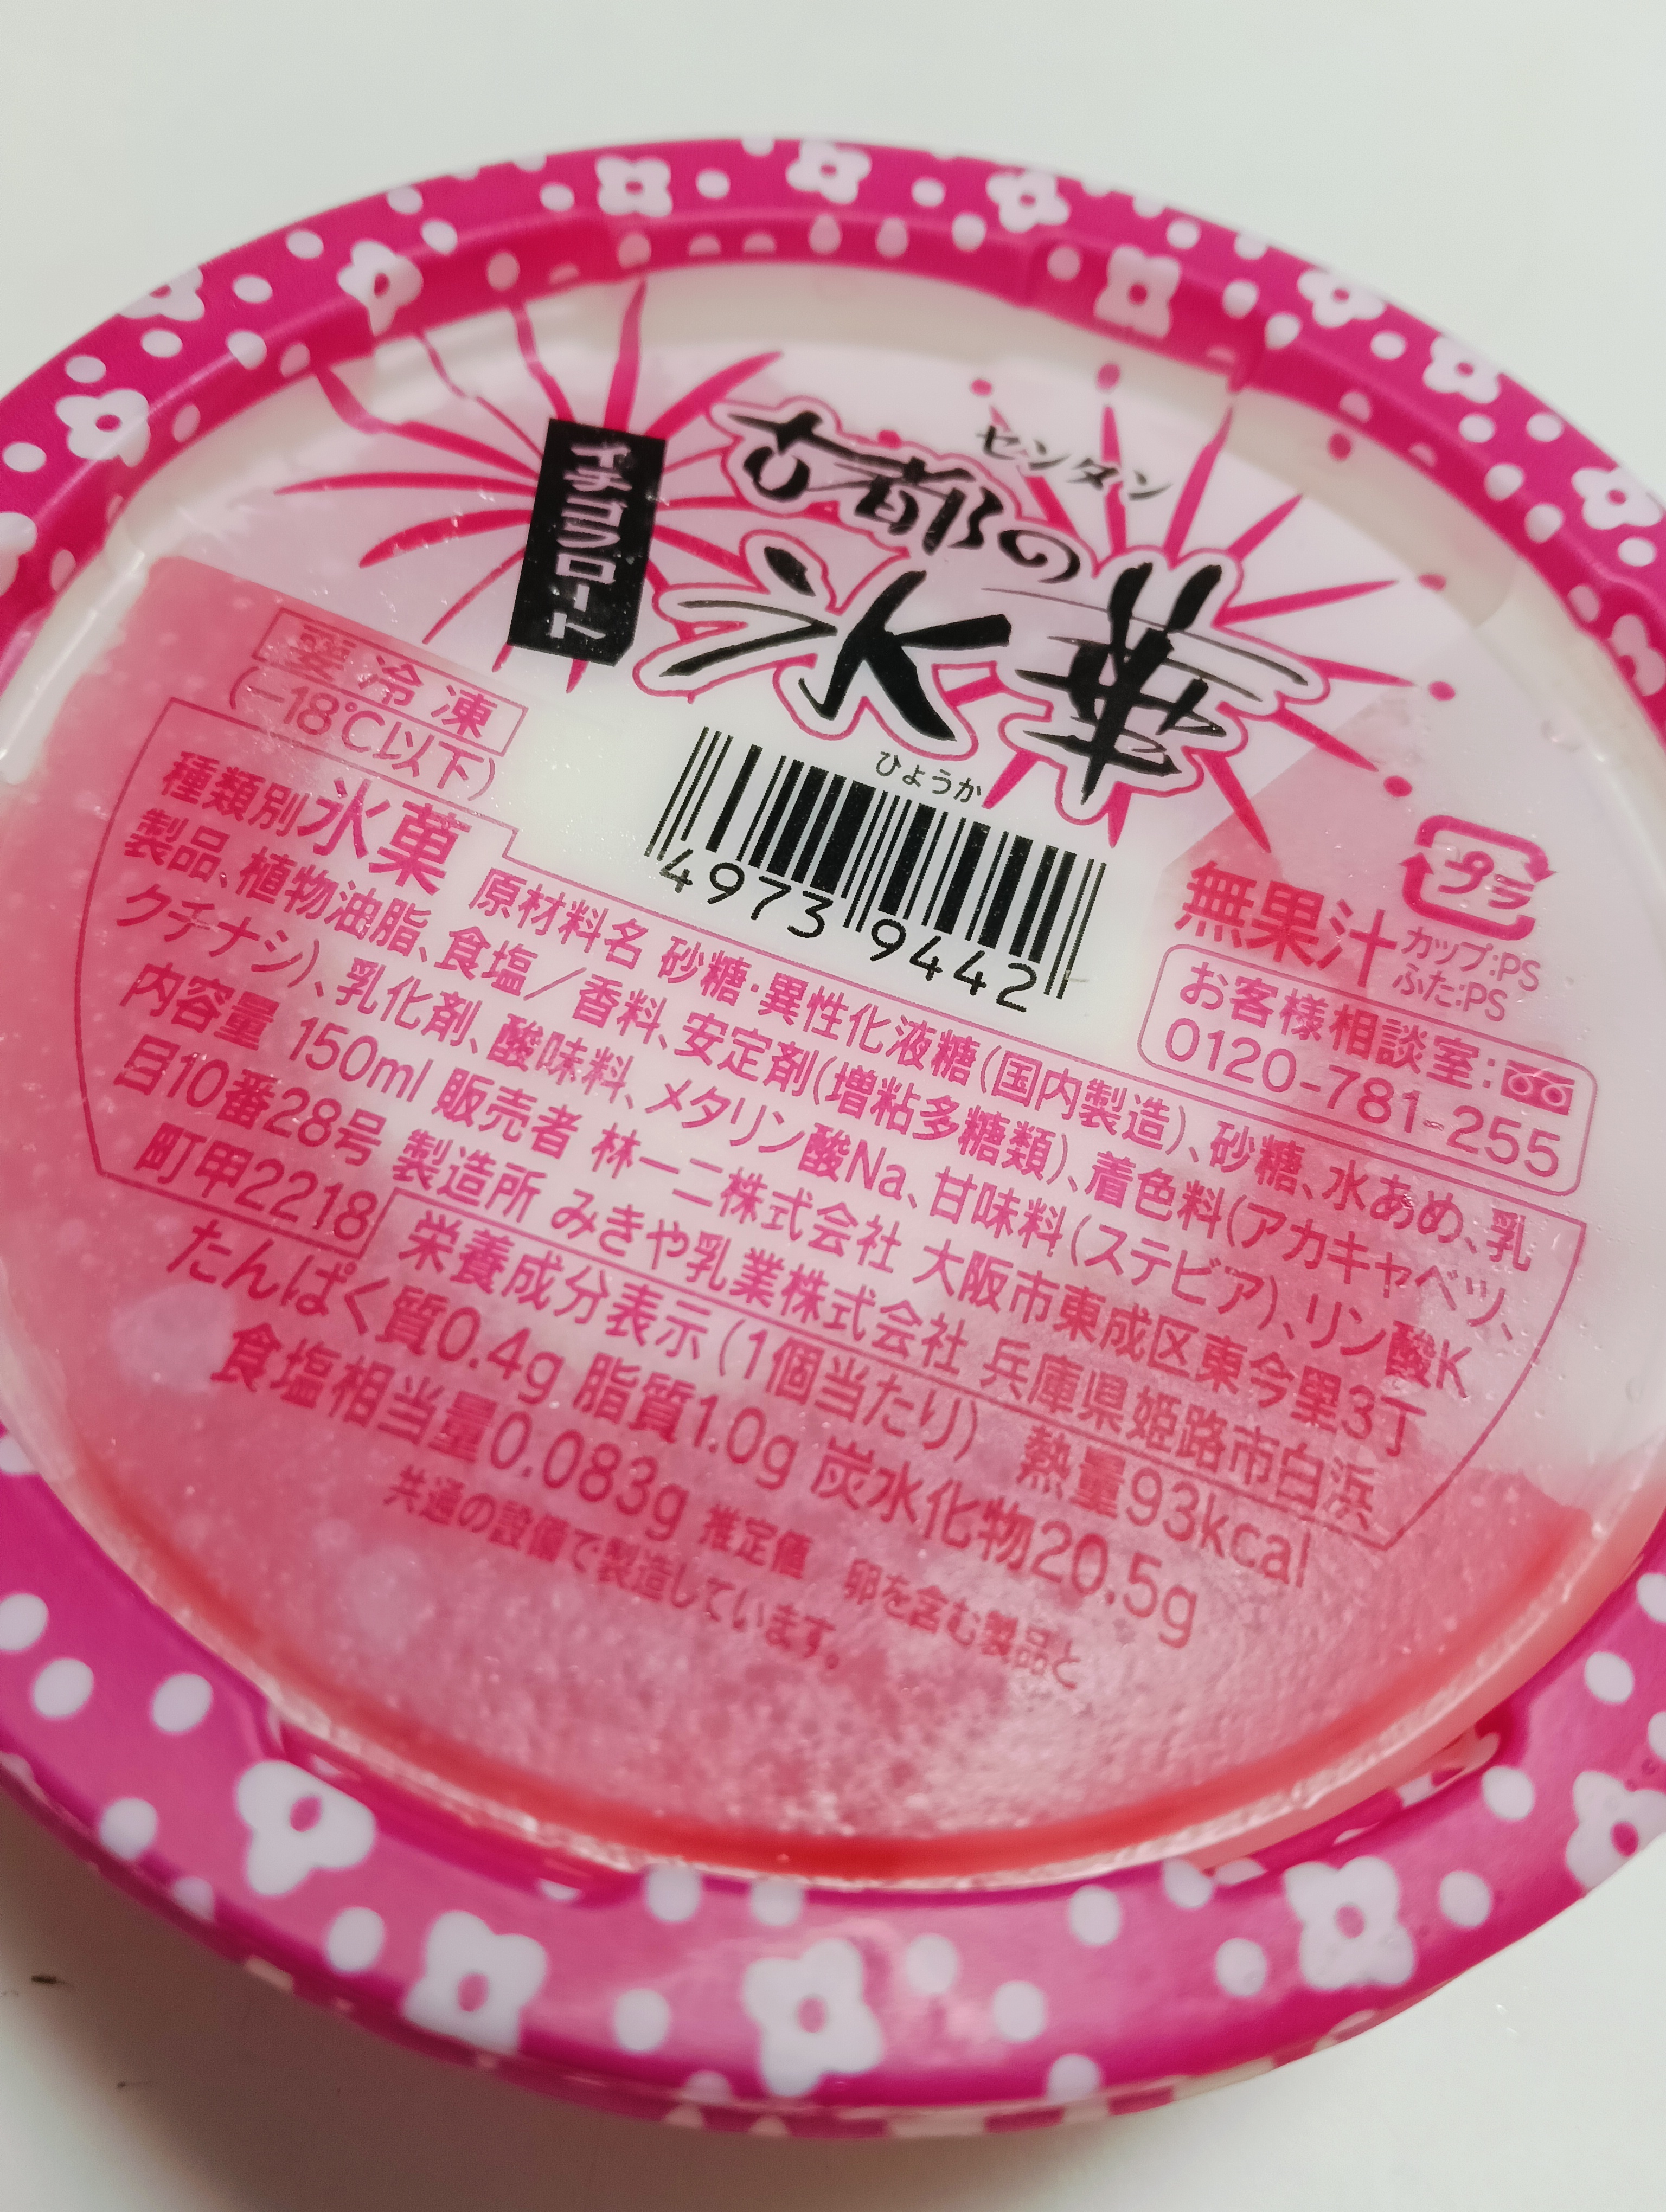 センタン
古都の
氷華
ひょうか
イチゴフロート
要冷凍
(−18℃以下)
4973 9442
プラ
カップ:PS
ふた:PS
無果汁
お客様相談室:
0120-781-255
種類別 氷菓 原材料名 砂糖・異性化液糖(国内製造)、砂糖、水あめ、乳
製品、植物油脂、食塩/香料、安定剤(増粘多糖類)、着色料(アカキャベツ、
クチナシ)、乳化剤、酸味料、メタリン酸Na、甘味料(ステビア)、リン酸K
内容量 150ml 販売者 林一二株式会社 大阪市東成区東今里3丁
目10番28号 製造所 みきや乳業株式会社 兵庫県姫路市白浜
町甲2218
栄養成分表示(1個当たり) 熱量93kcal
たんぱく質0.4g 脂質1.0g 炭水化物20.5g
食塩相当量0.083g 推定値 卵を含む製品と
共通の設備で製造しています。